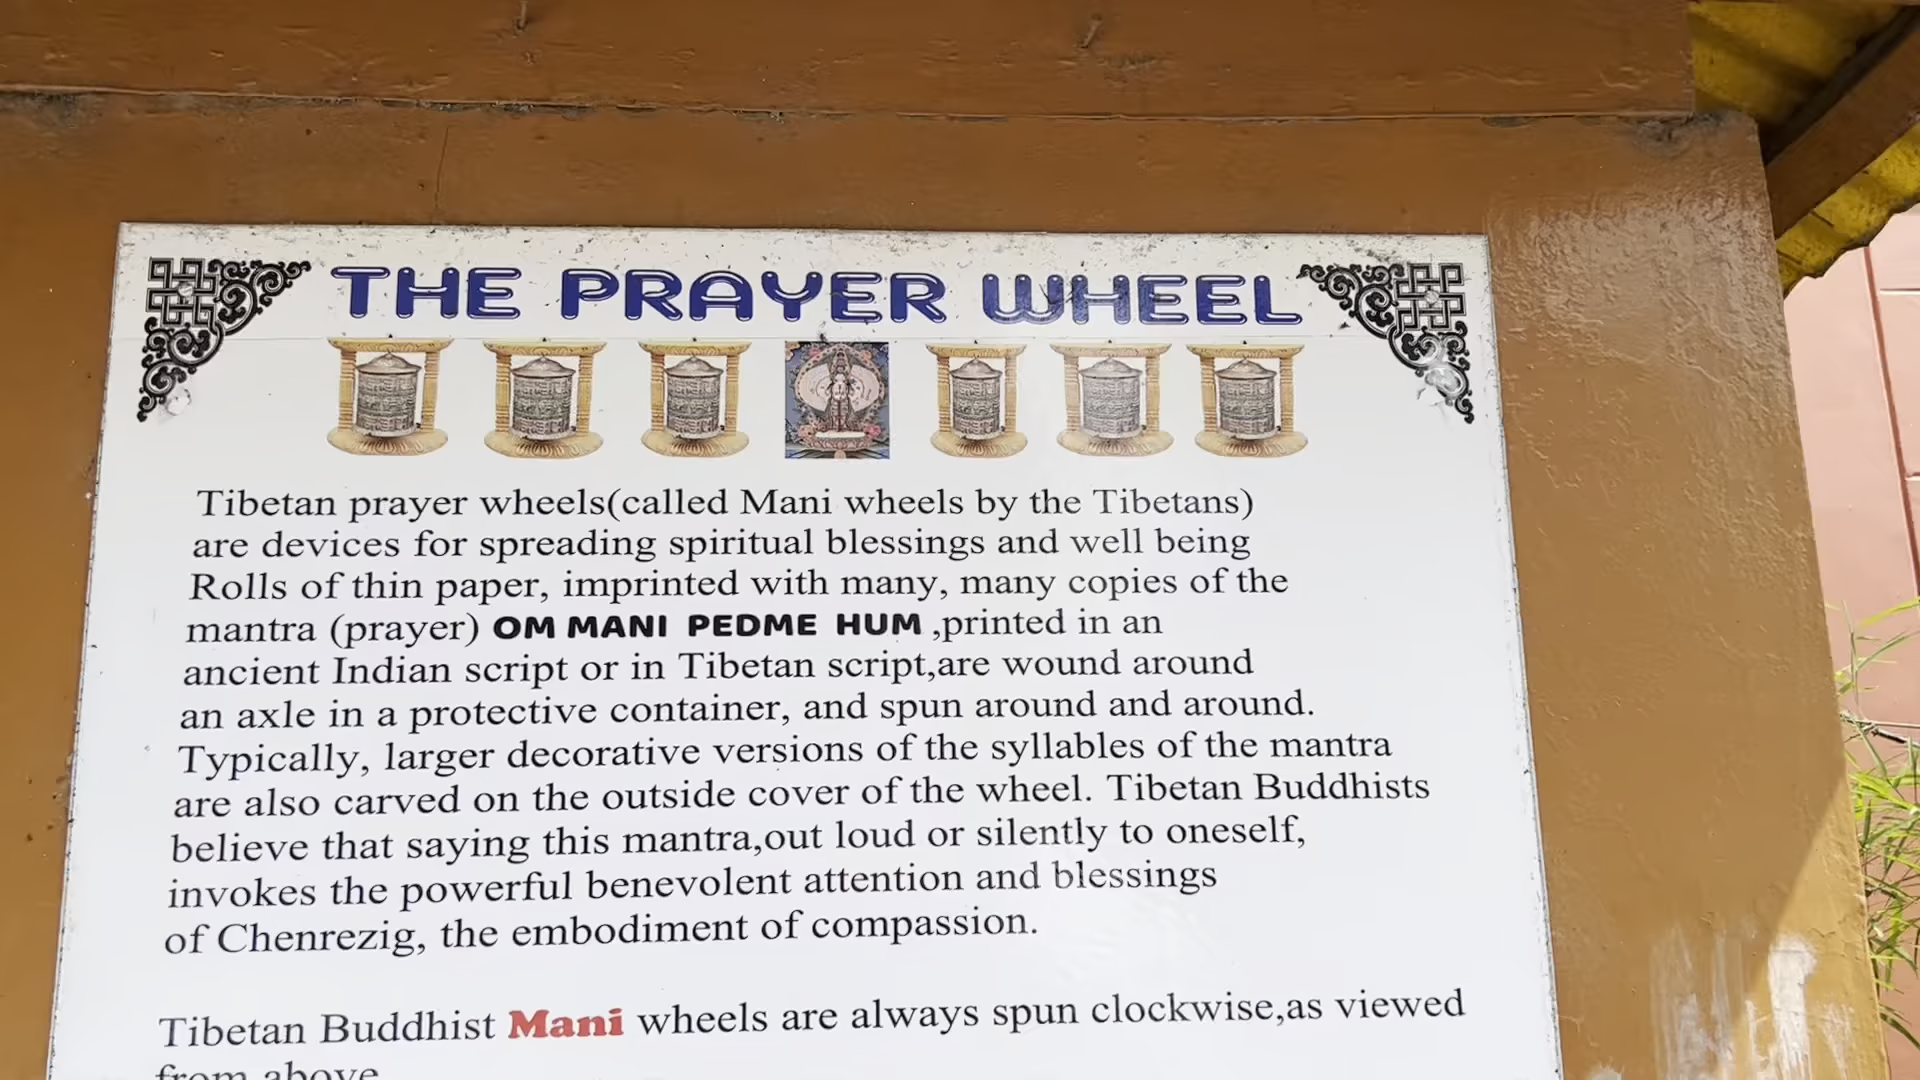 THE PRAYER WHEEL
Tibetan prayer wheels(called Mani wheels by the Tibetans)
are devices for spreading spiritual blessings and well being
Rolls of thin paper, imprinted with many, many copies of the
mantra (prayer) OM MANI PEDME HUM ,printed in an
ancient Indian script or in Tibetan script,are wound around
an axle in a protective container, and spun around and around.
Typically, larger decorative versions of the syllables of the mantra
are also carved on the outside cover of the wheel. Tibetan Buddhists
believe that saying this mantra,out loud or silently to oneself,
invokes the powerful benevolent attention and blessings
of Chenrezig, the embodiment of compassion.
Tibetan Buddhist Mani wheels are always spun clockwise,as viewed
from above